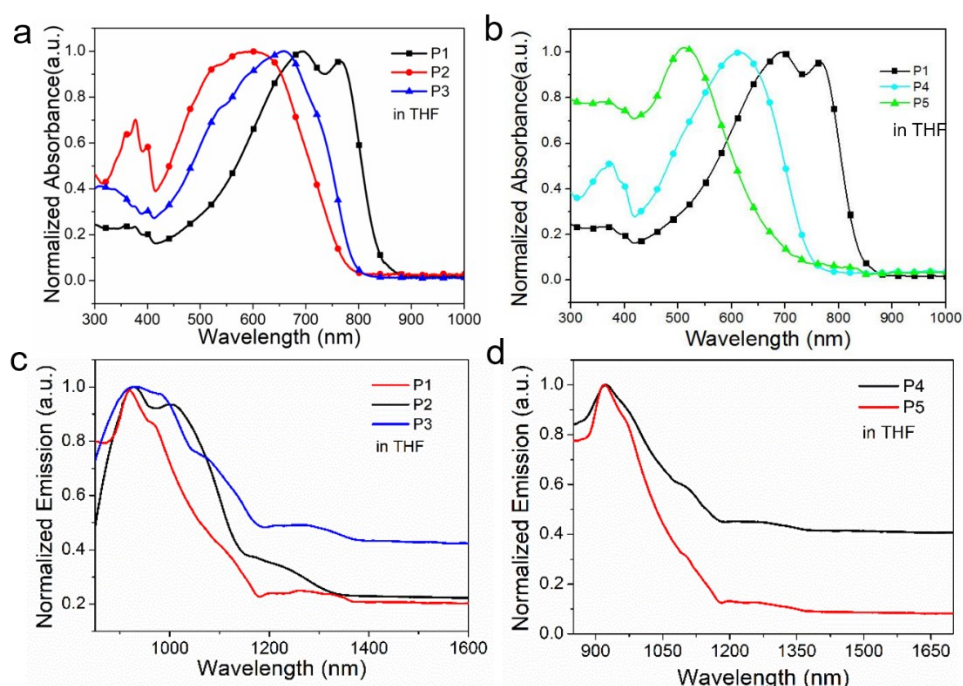 a
Normalized Absorbance(a.u.)
1.0
0.8
0.6
0.4
0.2
0.0
P1
P2
P3
in THF
300 400 500 600 700 800 900 1000
Wavelength (nm)
b
Normalized Absorbance(a.u.)
1.0
0.8
0.6
0.4
0.2
0.0
P1
P4
P5
in THF
300 400 500 600 700 800 900 1000
Wavelength (nm)
c
Normalized Emission (a.u.)
1.0
0.8
0.6
0.4
0.2
P1
P2
P3
in THF
1000 1200 1400 1600
Wavelength (nm)
d
Normalized Emission (a.u.)
1.0
0.8
0.6
0.4
0.2
0.0
P4
P5
in THF
900 1050 1200 1350 1500 1650
Wavelength (nm)